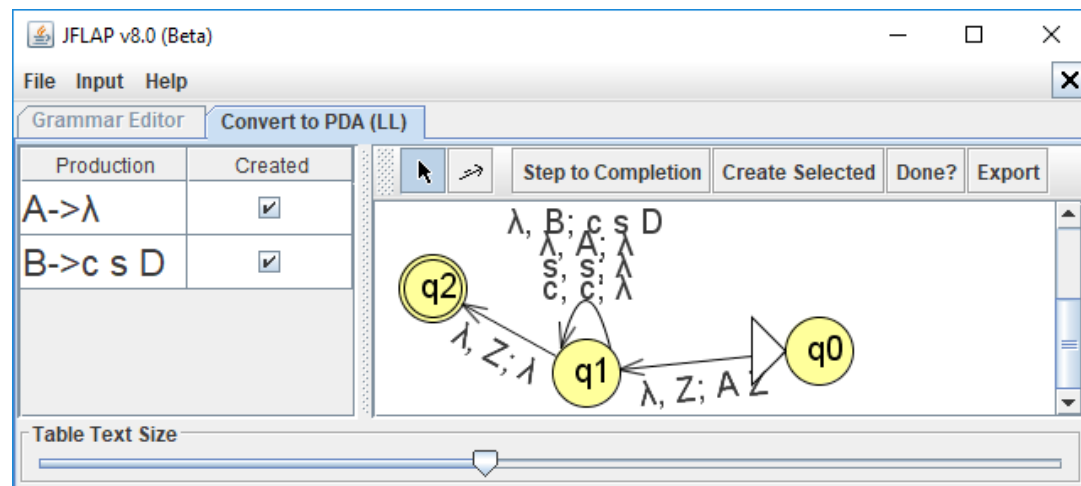 JFLAP v8.0 (Beta)
File Input Help
Grammar Editor Convert to PDA (LL)
Production Created
Step to Completion Create Selected Done? Export
A->λ
B->c s D
λ, B; c s D
λ, A; λ
s, s; λ
c, c; λ
q2
q1
q0
λ, Z; λ
λ, Z; A Z
Table Text Size